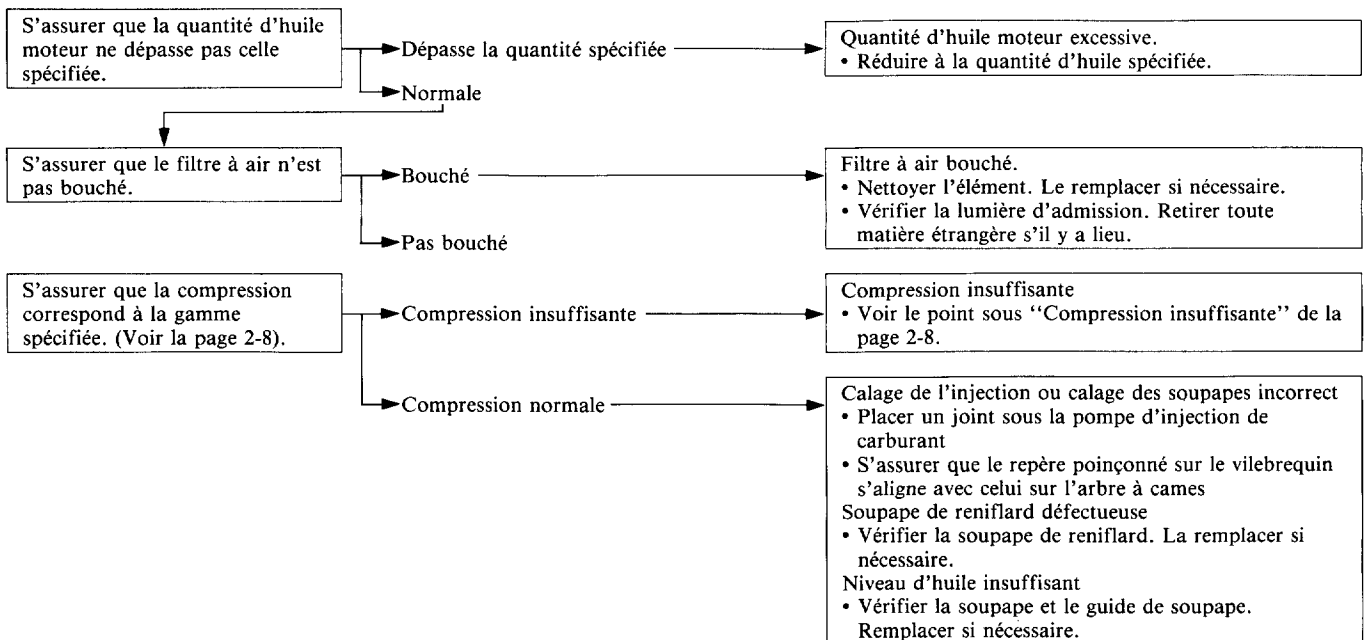 S'assurer que la quantité d'huile
moteur ne dépasse pas celle
spécifiée.
Dépasse la quantité spécifiée
Quantité d'huile moteur excessive.
• Réduire à la quantité d'huile spécifiée.
Normale
S'assurer que le filtre à air n'est
pas bouché.
Bouché
Filtre à air bouché.
• Nettoyer l'élément. Le remplacer si nécessaire.
• Vérifier la lumière d'admission. Retirer toute
matière étrangère s'il y a lieu.
Pas bouché
S'assurer que la compression
correspond à la gamme
spécifiée. (Voir la page 2-8).
Compression insuffisante
Compression insuffisante
• Voir le point sous “Compression insuffisante” de la
page 2-8.
Compression normale
Calage de l'injection ou calage des soupapes incorrect
• Placer un joint sous la pompe d'injection de
carburant
• S'assurer que le repère poinçonné sur le vilebrequin
s'aligne avec celui sur l'arbre à cames
Soupape de reniflard défectueuse
• Vérifier la soupape de reniflard. La remplacer si
nécessaire.
Niveau d'huile insuffisant
• Vérifier la soupape et le guide de soupape.
Remplacer si nécessaire.